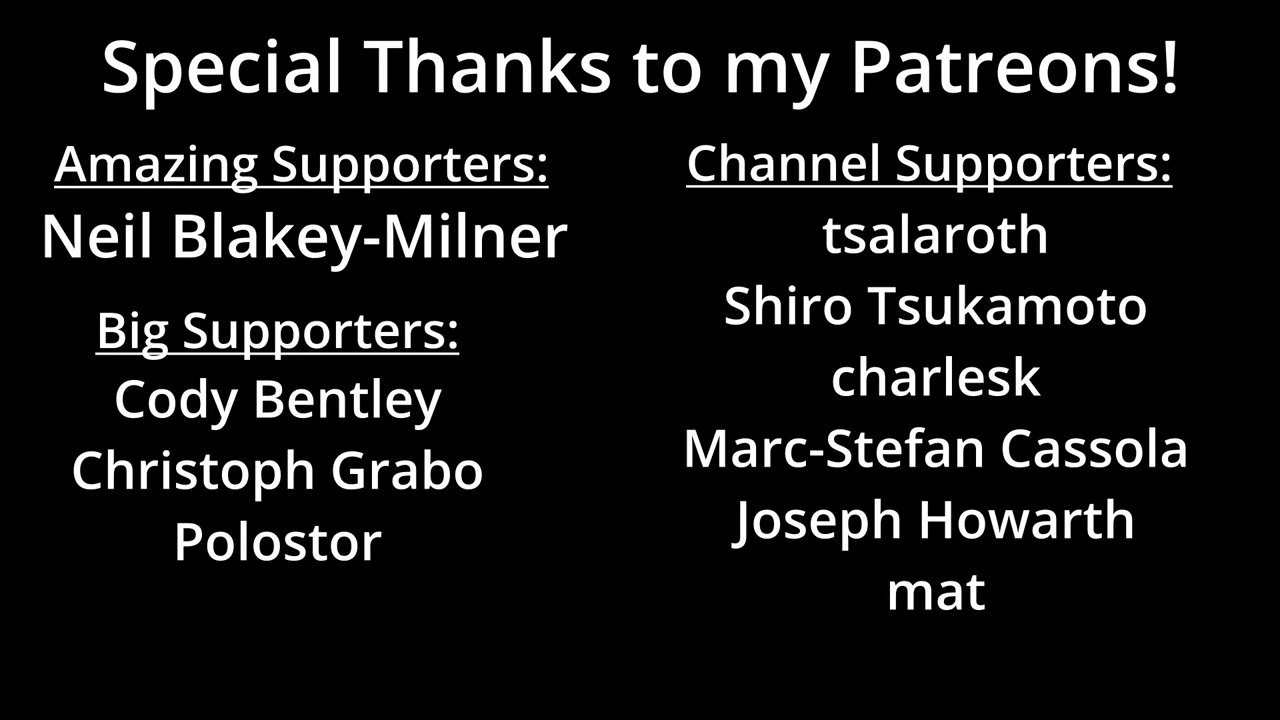 Special Thanks to my Patreons!
Amazing Supporters:
Neil Blakey-Milner
Big Supporters:
Cody Bentley
Christoph Grabo
Polostor
Channel Supporters:
tsalaroth
Shiro Tsukamoto
charlesk
Marc-Stefan Cassola
Joseph Howarth
mat